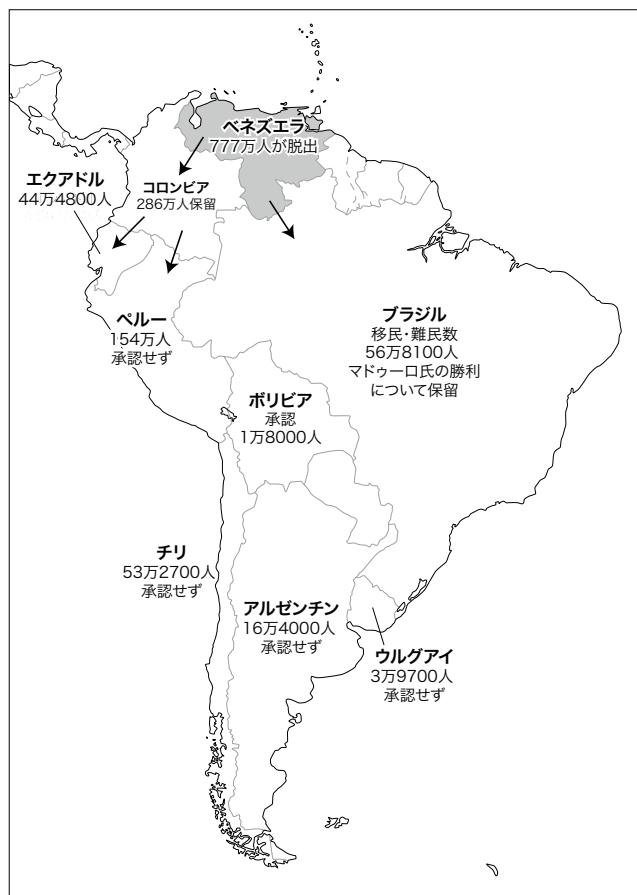 ベネズエラ
777万人が脱出
エクアドル
44万4800人
コロンビア
286万人保留
ペルー
154万人
承認せず
ブラジル
移民・難民数
56万8100人
マドゥーロ氏の勝利
について保留
ボリビア
承認
1万8000人
チリ
53万2700人
承認せず
アルゼンチン
16万4000人
承認せず
ウルグアイ
3万9700人
承認せず